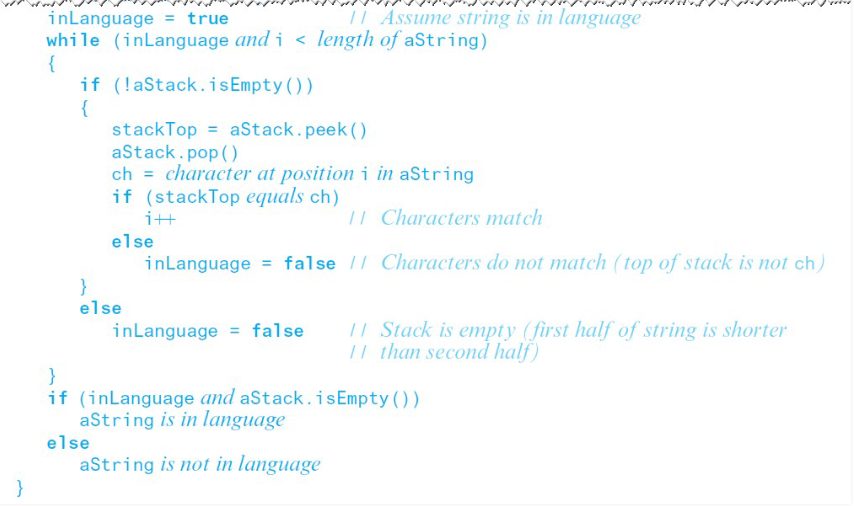 inLanguage = true // Assume string is in language
while (inLanguage and i < length of aString)
{
if (!aStack.isEmpty())
{
stackTop = aStack.peek()
aStack.pop()
ch = character at position i in aString
if (stackTop equals ch)
i++ // Characters match
else
inLanguage = false // Characters do not match (top of stack is not ch)
}
else
inLanguage = false // Stack is empty (first half of string is shorter
// than second half)
}
if (inLanguage and aStack.isEmpty())
aString is in language
else
aString is not in language
}